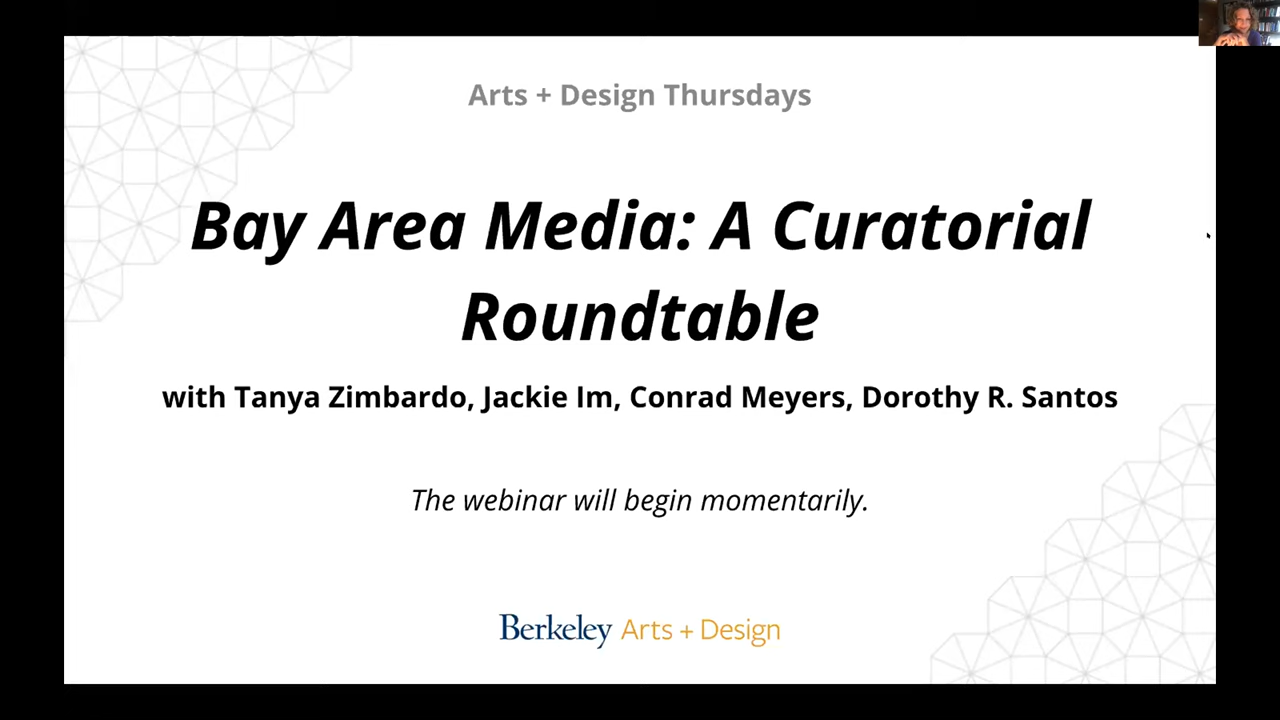 Arts + Design Thursdays
Bay Area Media: A Curatorial
Roundtable
with Tanya Zimbardo, Jackie Im, Conrad Meyers, Dorothy R. Santos
The webinar will begin momentarily.
Berkeley Arts + Design